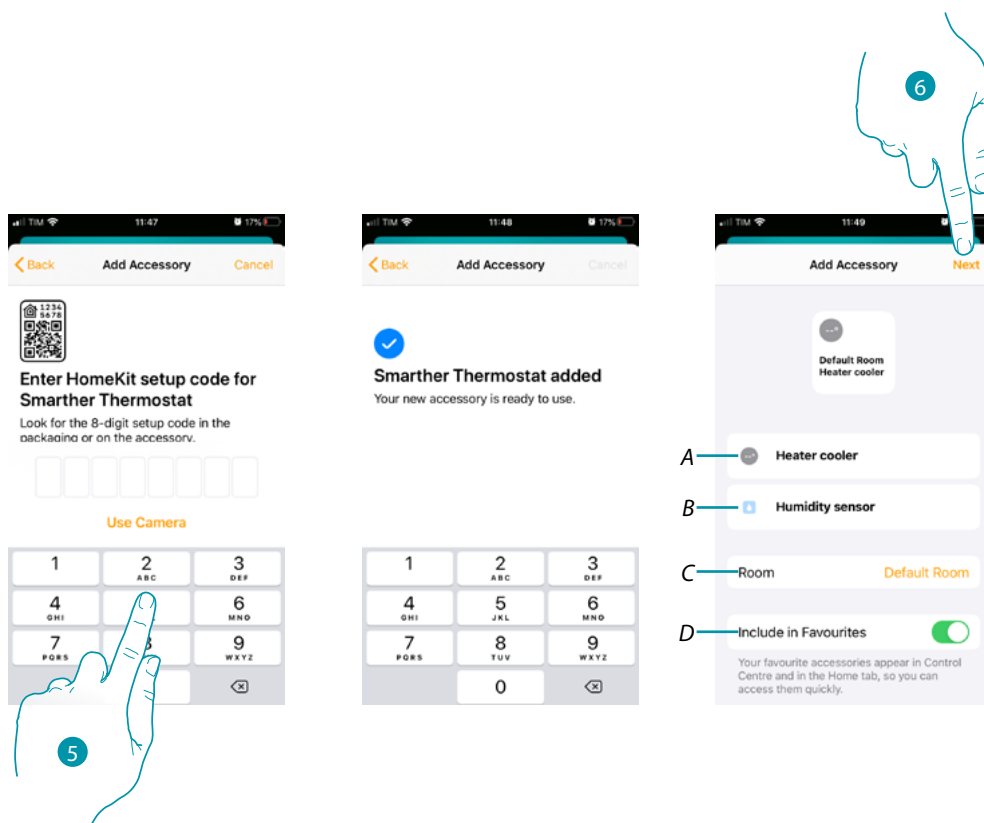 6
TIM
11:47
17%
Back
Add Accessory
Cancel
1234
5678
Enter HomeKit setup code for
Smarther Thermostat
Look for the 8-digit setup code in the
packaging or on the accessory.
Use Camera
1
2
ABC
3
DEF
4
GHI
6
MNO
7
PQRS
9
WXYZ
5
TIM
11:48
17%
Back
Add Accessory
Cancel
Smarther Thermostat added
Your new accessory is ready to use.
1
2
ABC
3
DEF
4
GHI
5
JKL
6
MNO
7
PQRS
8
TUV
9
WXYZ
0
TIM
11:49
Add Accessory
Next
Default Room
Heater cooler
A
Heater cooler
B
Humidity sensor
C
Room
Default Room
D
Include in Favourites
Your favourite accessories appear in Control
Centre and in the Home tab, so you can
access them quickly.